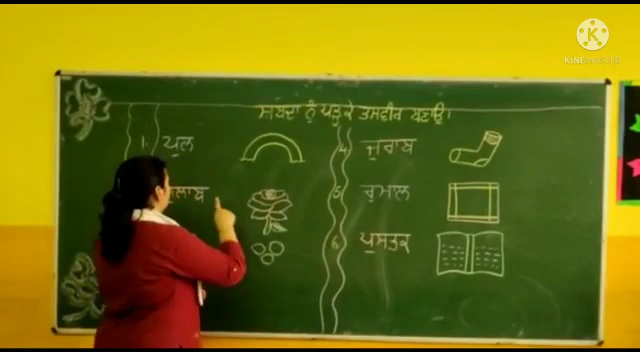 KINEMASTER
ਸ਼ਬਦਾਂ ਨੂੰ ਪੜ੍ਹ ਕੇ ਤਸਵੀਰ ਬਣਾਉ।
1. ਪੁਲ
ਗੁਲਾਬ
4 ਜੁਰਾਬ
5 ਰੁਮਾਲ
6 ਪੁਸਤਕ